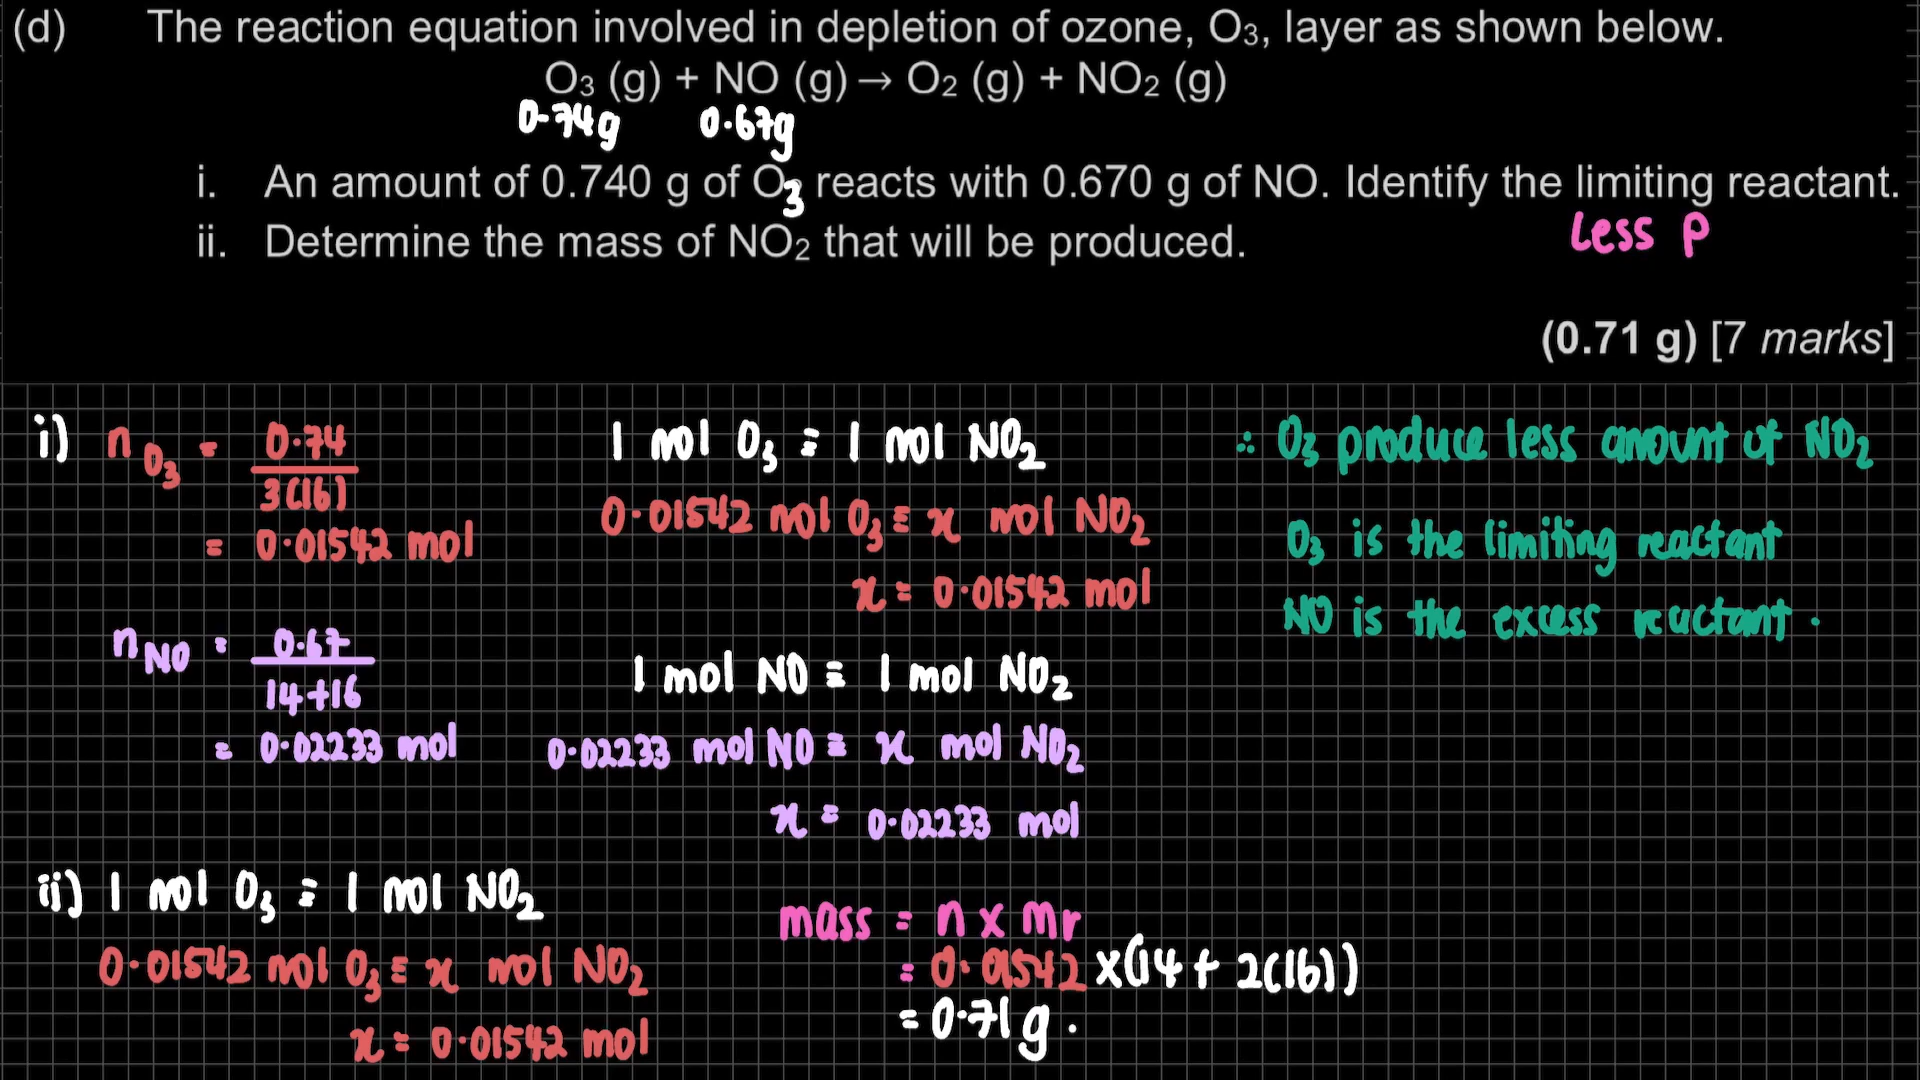 (d) The reaction equation involved in depletion of ozone, O₃, layer as shown below.
O₃ (g) + NO (g) → O₂ (g) + NO₂ (g)
0.74g 0.67g
i. An amount of 0.740 g of O₃ reacts with 0.670 g of NO. Identify the limiting reactant.
less p
ii. Determine the mass of NO₂ that will be produced.
(0.71 g) [7 marks]
i) n O₃ = 0.74 / 3(16)
= 0.01542 mol
n NO = 0.67 / 14+16
= 0.02233 mol
1 mol O₃ ≡ 1 mol NO₂
0.01542 mol O₃ ≡ x mol NO₂
x = 0.01542 mol
1 mol NO ≡ 1 mol NO₂
0.02233 mol NO ≡ x mol NO₂
x = 0.02233 mol
∴ O₃ produce less amount of NO₂
O₃ is the limiting reactant
NO is the excess reactant.
ii) 1 mol O₃ ≡ 1 mol NO₂
0.01542 mol O₃ ≡ x mol NO₂
x = 0.01542 mol
mass = n x Mr
= 0.01542 x(14 + 2(16))
= 0.71g.